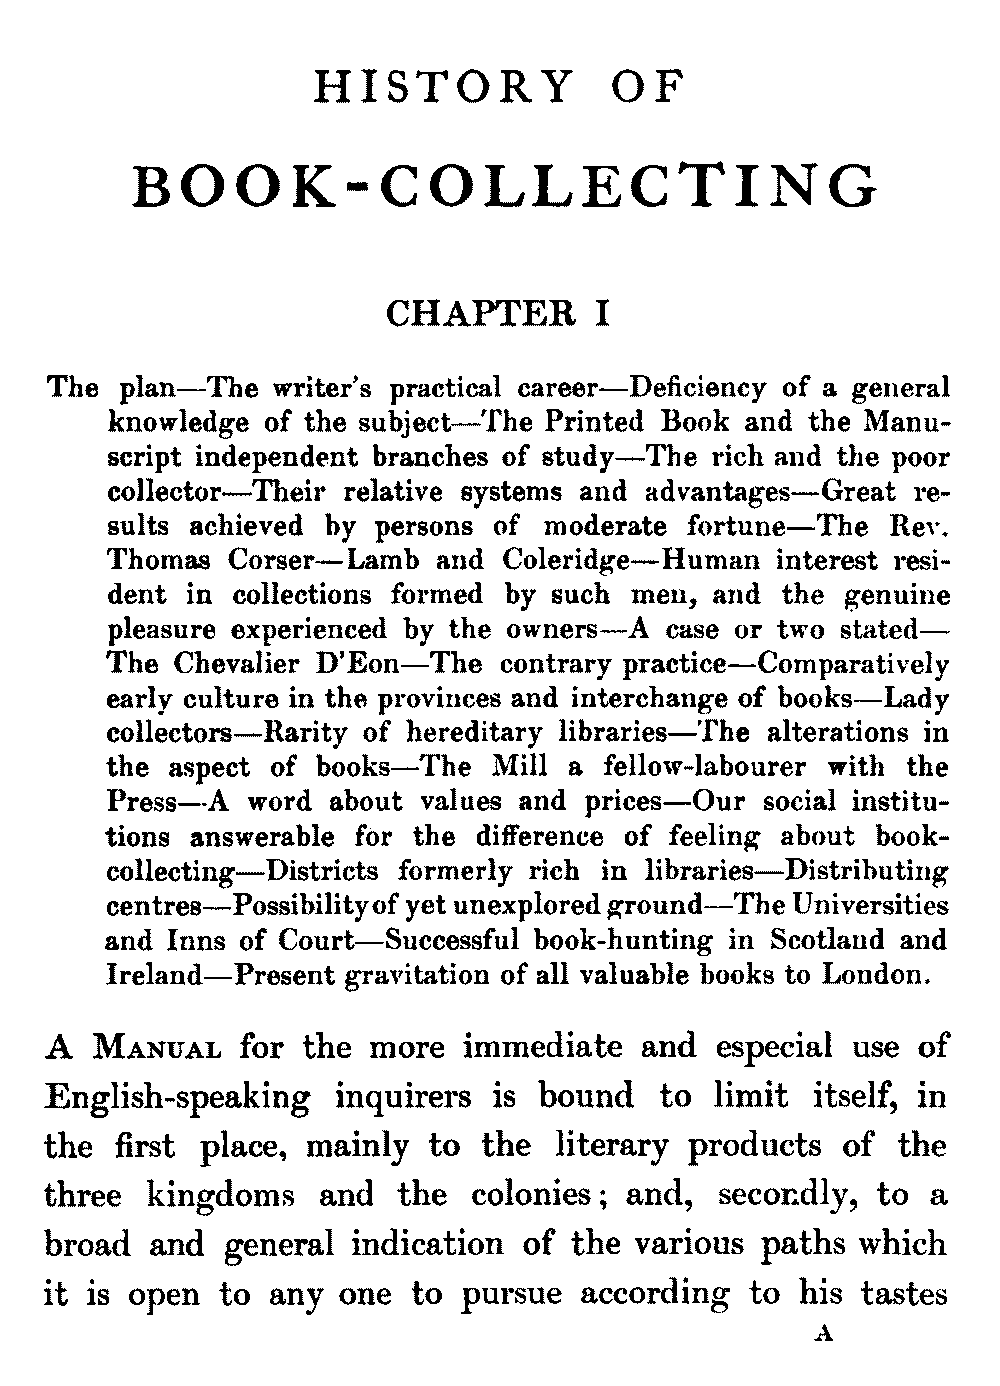 HISTORY OF
BOOK-COLLECTING
CHAPTER I
The plan—The writer's practical career—Deficiency of a general
knowledge of the subject—The Printed Book and the Manu-
script independent branches of study—The rich and the poor
collector—Their relative systems and advantages—Great re-
sults achieved by persons of moderate fortune—The Rev.
Thomas Corser—Lamb and Coleridge—Human interest resi-
dent in collections formed by such men, and the genuine
pleasure experienced by the owners—A case or two stated—
The Chevalier D'Eon—The contrary practice—Comparatively
early culture in the provinces and interchange of books—Lady
collectors—Rarity of hereditary libraries—The alterations in
the aspect of books—The Mill a fellow-labourer with the
Press—A word about values and prices—Our social institu-
tions answerable for the difference of feeling about book-
collecting—Districts formerly rich in libraries—Distributing
centres—Possibility of yet unexplored ground—The Universities
and Inns of Court—Successful book-hunting in Scotland and
Ireland—Present gravitation of all valuable books to London.
A MANUAL for the more immediate and especial use of
English-speaking inquirers is bound to limit itself, in
the first place, mainly to the literary products of the
three kingdoms and the colonies; and, secondly, to a
broad and general indication of the various paths which
it is open to any one to pursue according to his tastes
A